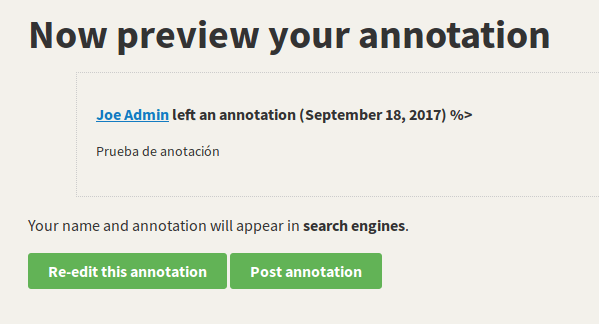 Now preview your annotation
Joe Admin left an annotation (September 18, 2017) %>
Prueba de anotación
Your name and annotation will appear in search engines.
Re-edit this annotation
Post annotation